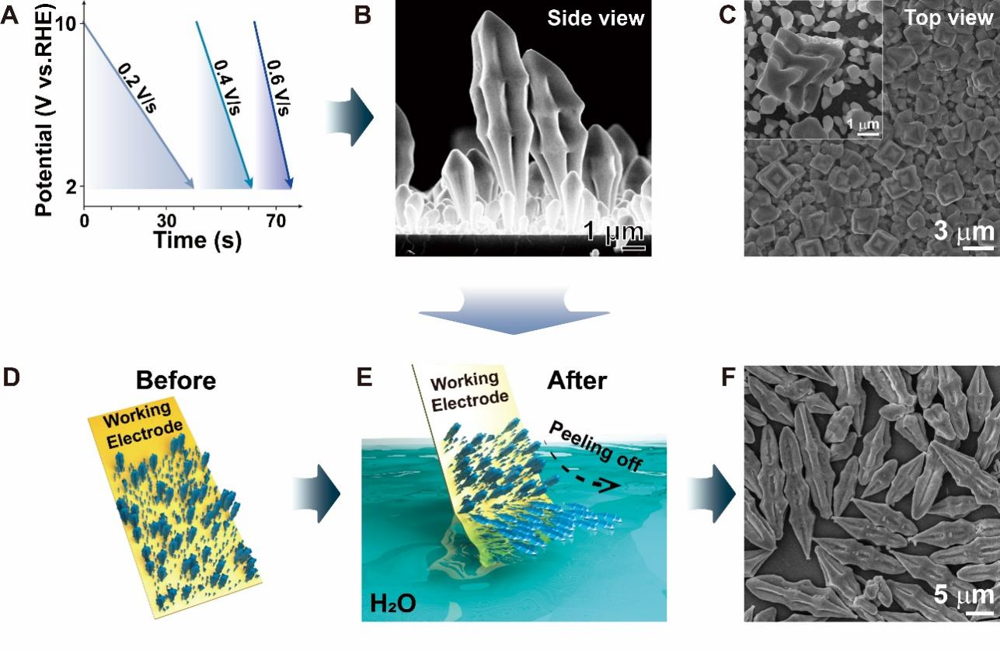 A
Potential (V vs.RHE)
10
2
0.2 V/s
0.4 V/s
0.6 V/s
0
30
70
Time (s)
B
Side view
1 μm
C
Top view
1 μm
3 μm
D
Before
Working
Electrode
E
After
Working
Electrode
Peeling off
H₂O
F
5 μm